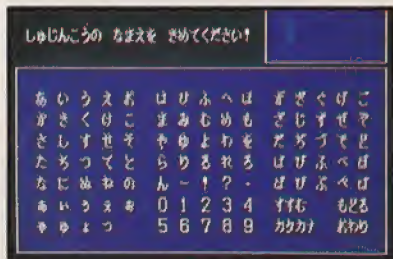 しゅじんこうの なまえを きめてください!
あ い う え お は ひ ふ へ ほ が ぎ ぐ げ ご
か き く け こ ま み む め も ざ じ ず ぜ ぞ
さ し す せ そ や ゆ よ わ を だ ぢ づ で ど
た ち つ て と ら り る れ ろ ば び ぶ べ ぼ
な に ぬ ね の ん ー ! ? ・ ぱ ぴ ぷ ぺ ぽ
ぁ ぃ ぅ ぇ ぉ 0 1 2 3 4 すすむ もどる
ゃ ゅ ょ っ 5 6 7 8 9 カタカナ おわり